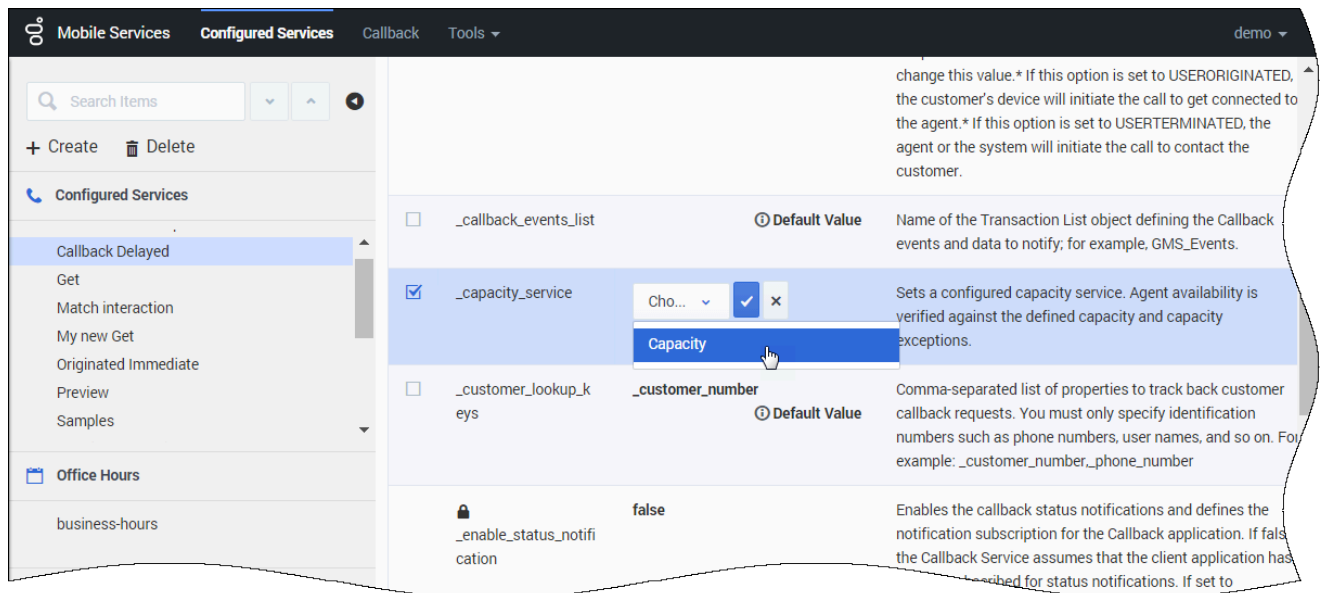 Mobile Services Configured Services Callback Tools demo
Search Items
Create Delete
Configured Services
Callback Delayed
Get
Match interaction
My new Get
Originated Immediate
Preview
Samples
Office Hours
business-hours
change this value.* If this option is set to USERORIGINATED,
the customer's device will initiate the call to get connected to
the agent.* If this option is set to USERTERMINATED, the
agent or the system will initiate the call to contact the
customer.
_callback_events_list
Default Value
Name of the Transaction List object defining the Callback
events and data to notify; for example, GMS_Events.
_capacity_service
Cho...
Capacity
Sets a configured capacity service. Agent availability is
verified against the defined capacity and capacity
exceptions.
_customer_lookup_k
eys
_customer_number
Default Value
Comma-separated list of properties to track back customer
callback requests. You must only specify identification
numbers such as phone numbers, user names, and so on. For
example: _customer_number,_phone_number
_enable_status_notifi
cation
false
Enables the callback status notifications and defines the
notification subscription for the Callback application. If fals
the Callback Service assumes that the client application has
for status notifications. If set to